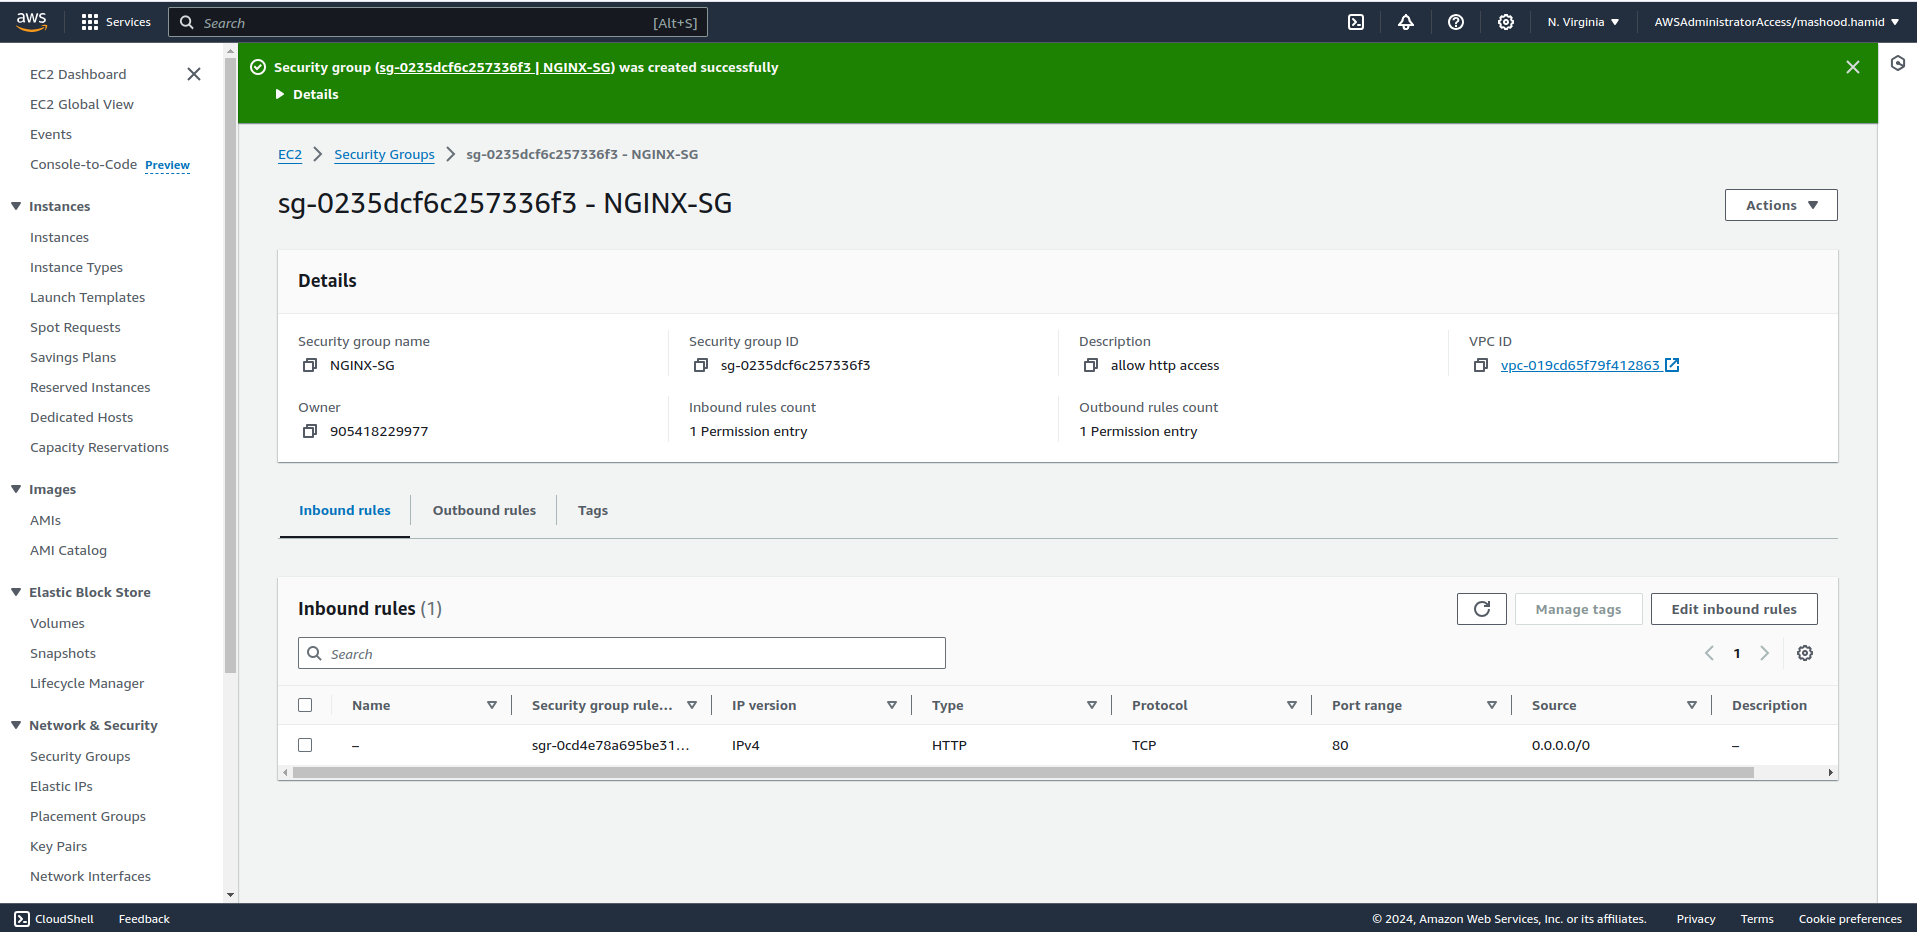 aws Services Search [Alt+S] N. Virginia AWSAdministratorAccess/mashood.hamid
EC2 Dashboard
EC2 Global View
Events
Console-to-Code Preview
Instances
Instances
Instance Types
Launch Templates
Spot Requests
Savings Plans
Reserved Instances
Dedicated Hosts
Capacity Reservations
Images
AMIs
AMI Catalog
Elastic Block Store
Volumes
Snapshots
Lifecycle Manager
Network & Security
Security Groups
Elastic IPs
Placement Groups
Key Pairs
Network Interfaces
Security group (sg-0235dcf6c257336f3 | NGINX-SG) was created successfully
Details
EC2 Security Groups sg-0235dcf6c257336f3 - NGINX-SG
sg-0235dcf6c257336f3 - NGINX-SG
Actions
Details
Security group name
NGINX-SG
Security group ID
sg-0235dcf6c257336f3
Description
allow http access
VPC ID
vpc-019cd65f79f412863
Owner
905418229977
Inbound rules count
1 Permission entry
Outbound rules count
1 Permission entry
Inbound rules Outbound rules Tags
Inbound rules (1)
Manage tags Edit inbound rules
Search
1
Name Security group rule... IP version Type Protocol Port range Source Description
– sgr-0cd4e78a695be31... IPv4 HTTP TCP 80 0.0.0.0/0 –
CloudShell Feedback © 2024, Amazon Web Services, Inc. or its affiliates. Privacy Terms Cookie preferences